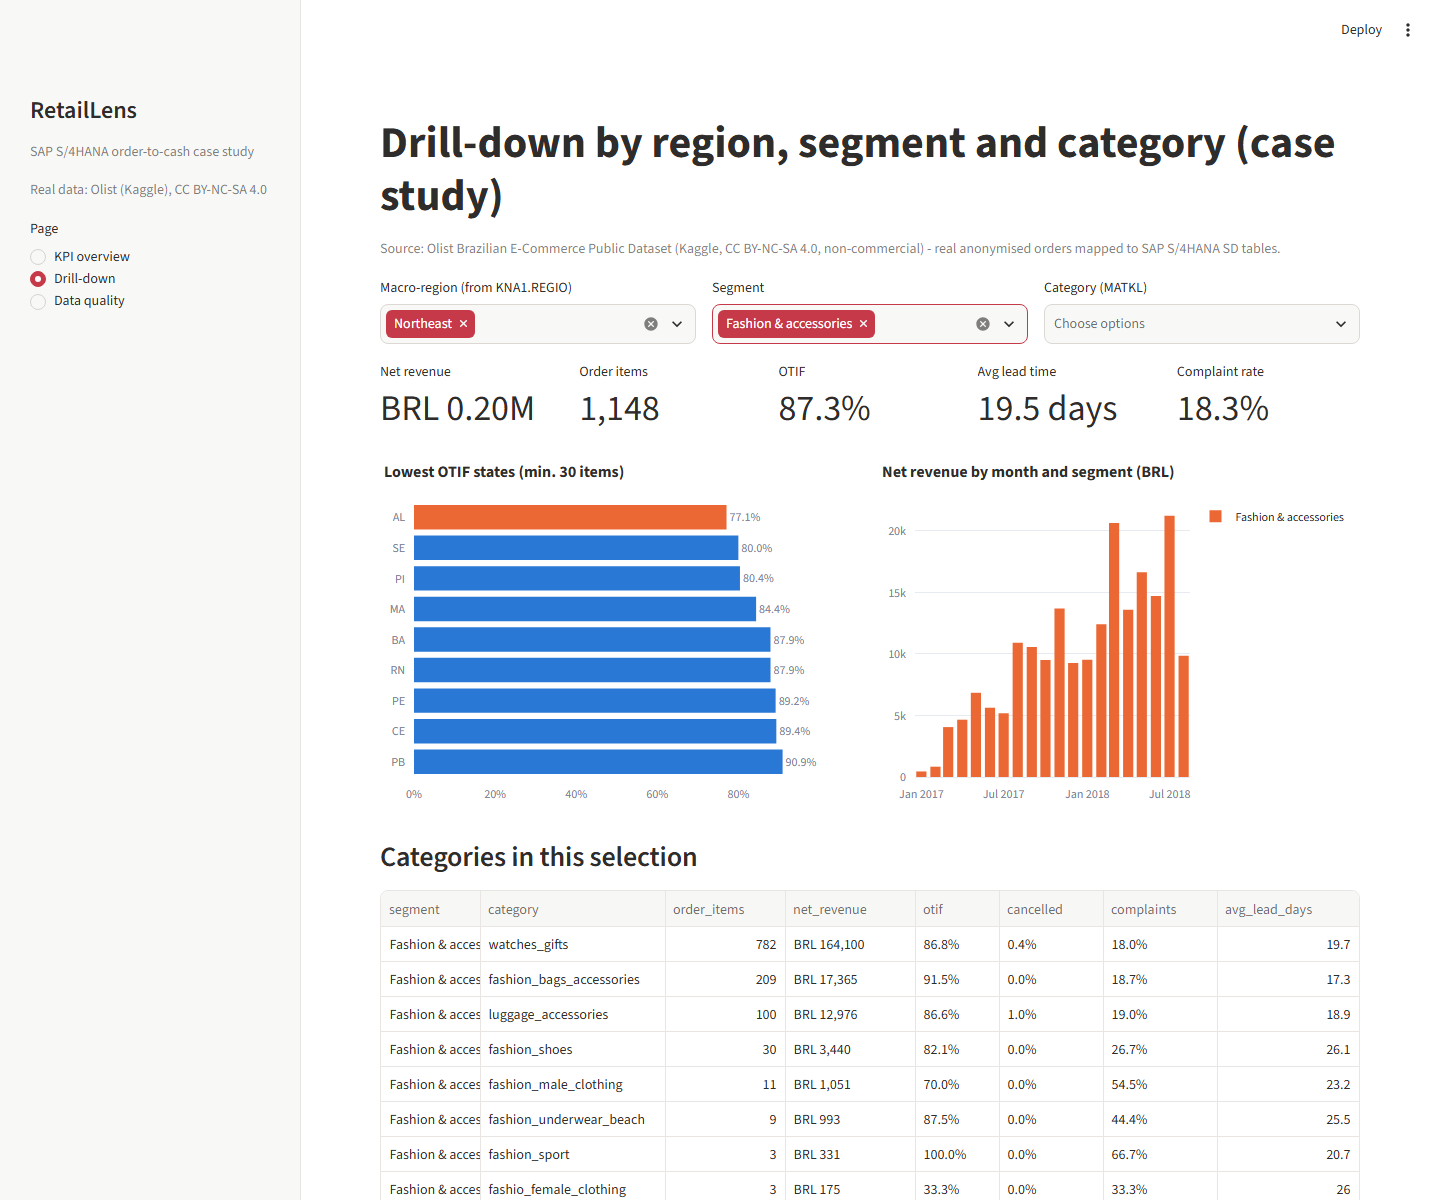 Deploy
RetailLens
SAP S/4HANA order-to-cash case study
Real data: Olist (Kaggle), CC BY-NC-SA 4.0
Page
KPI overview
Drill-down
Data quality
Drill-down by region, segment and category (case
study)
Source: Olist Brazilian E-Commerce Public Dataset (Kaggle, CC BY-NC-SA 4.0, non-commercial) - real anonymised orders mapped to SAP S/4HANA SD tables.
Macro-region (from KNA1.REGIO) Segment Category (MATKL)
Northeast Fashion & accessories Choose options
Net revenue Order items OTIF Avg lead time Complaint rate
BRL 0.20M 1,148 87.3% 19.5 days 18.3%
Lowest OTIF states (min. 30 items)
AL 77.1%
SE 80.0%
PI 80.4%
MA 84.4%
BA 87.9%
RN 87.9%
PE 89.2%
CE 89.4%
PB 90.9%
0% 20% 40% 60% 80%
Net revenue by month and segment (BRL)
Fashion & accessories
20k
15k
10k
5k
0
Jan 2017 Jul 2017 Jan 2018 Jul 2018
Categories in this selection
segment category order_items net_revenue otif cancelled complaints avg_lead_days
Fashion & acces watches_gifts 782 BRL 164,100 86.8% 0.4% 18.0% 19.7
Fashion & acces fashion_bags_accessories 209 BRL 17,365 91.5% 0.0% 18.7% 17.3
Fashion & acces luggage_accessories 100 BRL 12,976 86.6% 1.0% 19.0% 18.9
Fashion & acces fashion_shoes 30 BRL 3,440 82.1% 0.0% 26.7% 26.1
Fashion & acces fashion_male_clothing 11 BRL 1,051 70.0% 0.0% 54.5% 23.2
Fashion & acces fashion_underwear_beach 9 BRL 993 87.5% 0.0% 44.4% 25.5
Fashion & acces fashion_sport 3 BRL 331 100.0% 0.0% 66.7% 20.7
Fashion & acces fashio_female_clothing 3 BRL 175 33.3% 0.0% 33.3% 26